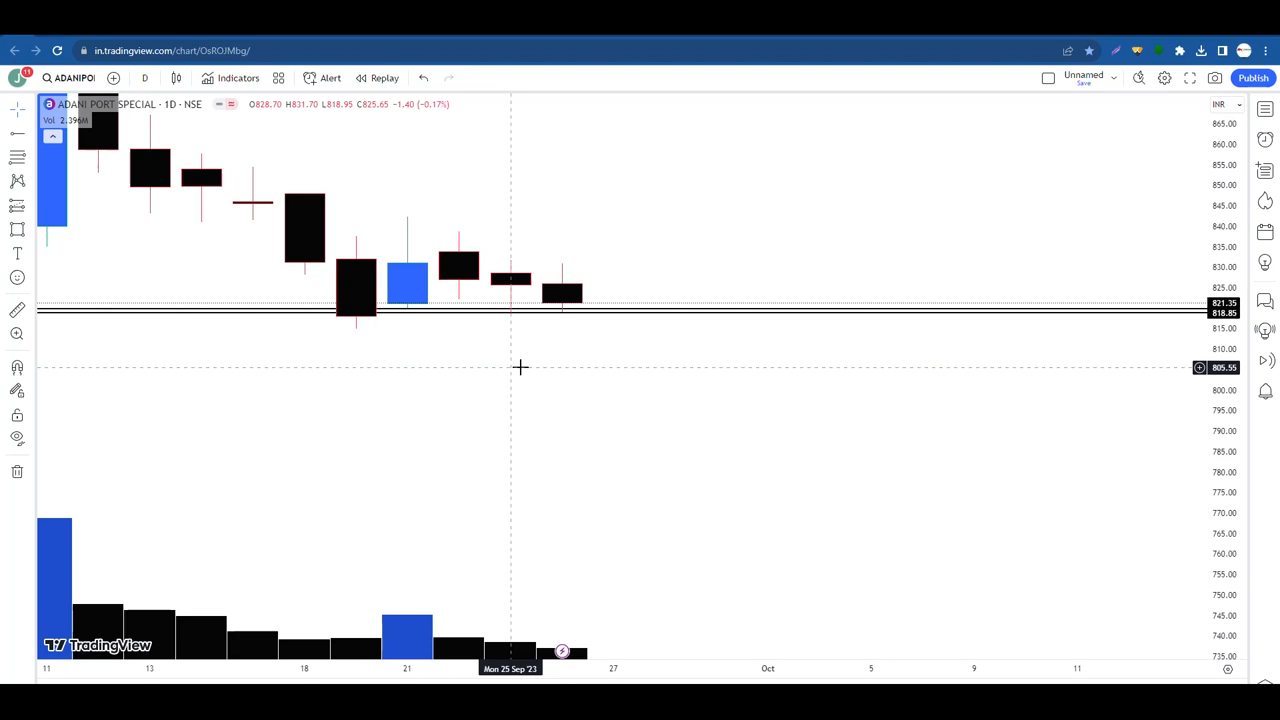 in.tradingview.com/chart/OsROJMbg/
J
11
ADANIPO
D
Indicators
Alert
Replay
Unnamed
Save
Publish
a ADANI PORT SPECIAL · 1D · NSE
O828.70 H831.70 L818.95 C825.65 −1.40 (−0.17%)
INR
Vol 2.396M
865.00
860.00
855.00
850.00
845.00
840.00
835.00
830.00
825.00
821.35
818.85
815.00
810.00
805.55
800.00
795.00
790.00
785.00
780.00
775.00
770.00
765.00
760.00
755.00
750.00
745.00
740.00
735.00
TradingView
11
13
18
21
Mon 25 Sep '23
27
Oct
5
9
11